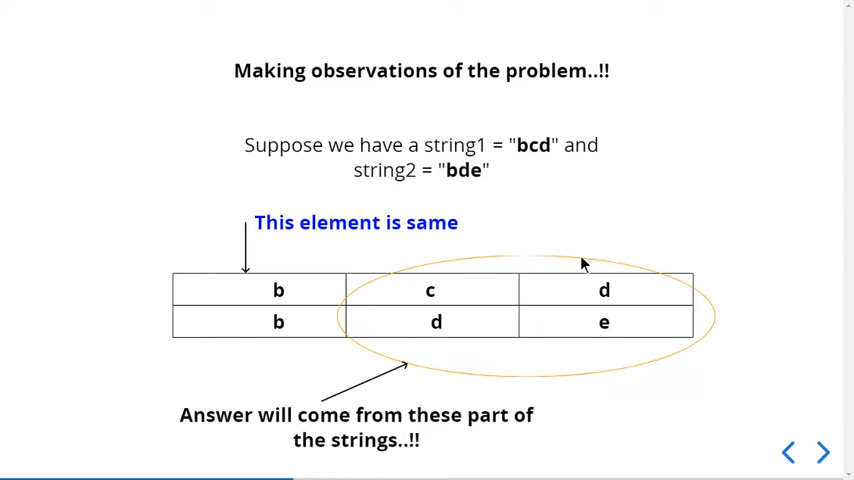 Making observations of the problem..!!
Suppose we have a string1 = "bcd" and
string2 = "bde"
This element is same
b c d
b d e
Answer will come from these part of
the strings..!!